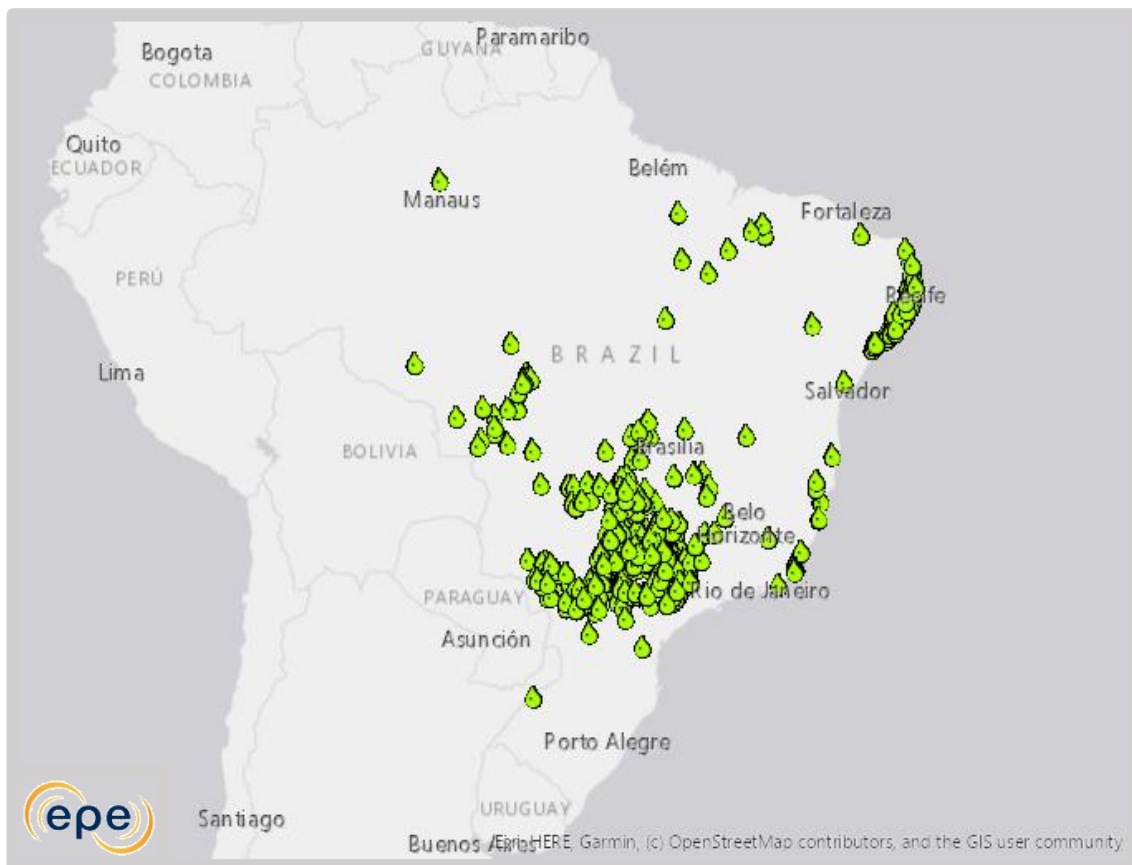 Paramaribo
Bogota
GUYANA
COLOMBIA
Quito
ECUADOR
Belém
Manaus
Fortaleza
PERÚ
Recife
BRAZIL
Lima
Salvador
BOLIVIA
Brasilia
Belo
Horizonte
PARAGUAY
Rio de Janeiro
Asunción
Porto Alegre
epe
Santiago
URUGUAY
Buenos Aires
Esri, HERE, Garmin, (c) OpenStreetMap contributors, and the GIS user community